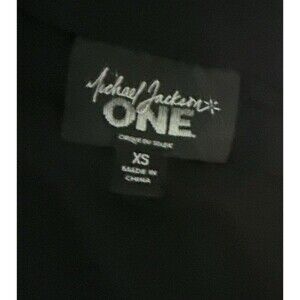 Michael Jackson
ONE
CIRQUE DU SOLEIL
XS
MADE IN
CHINA